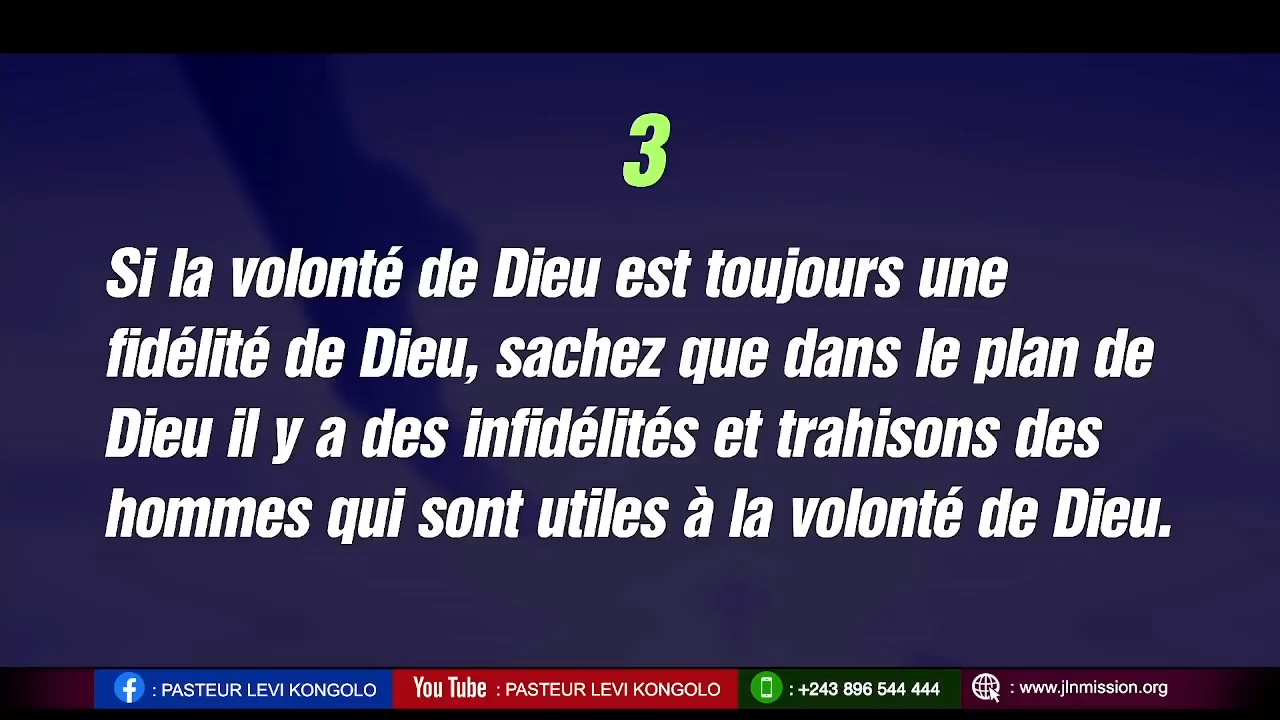 3
Si la volonté de Dieu est toujours une
fidélité de Dieu, sachez que dans le plan de
Dieu il y a des infidélités et trahisons des
hommes qui sont utiles à la volonté de Dieu.
: PASTEUR LEVI KONGOLO You Tube : PASTEUR LEVI KONGOLO : +243 896 544 444 : www.jlnmission.org